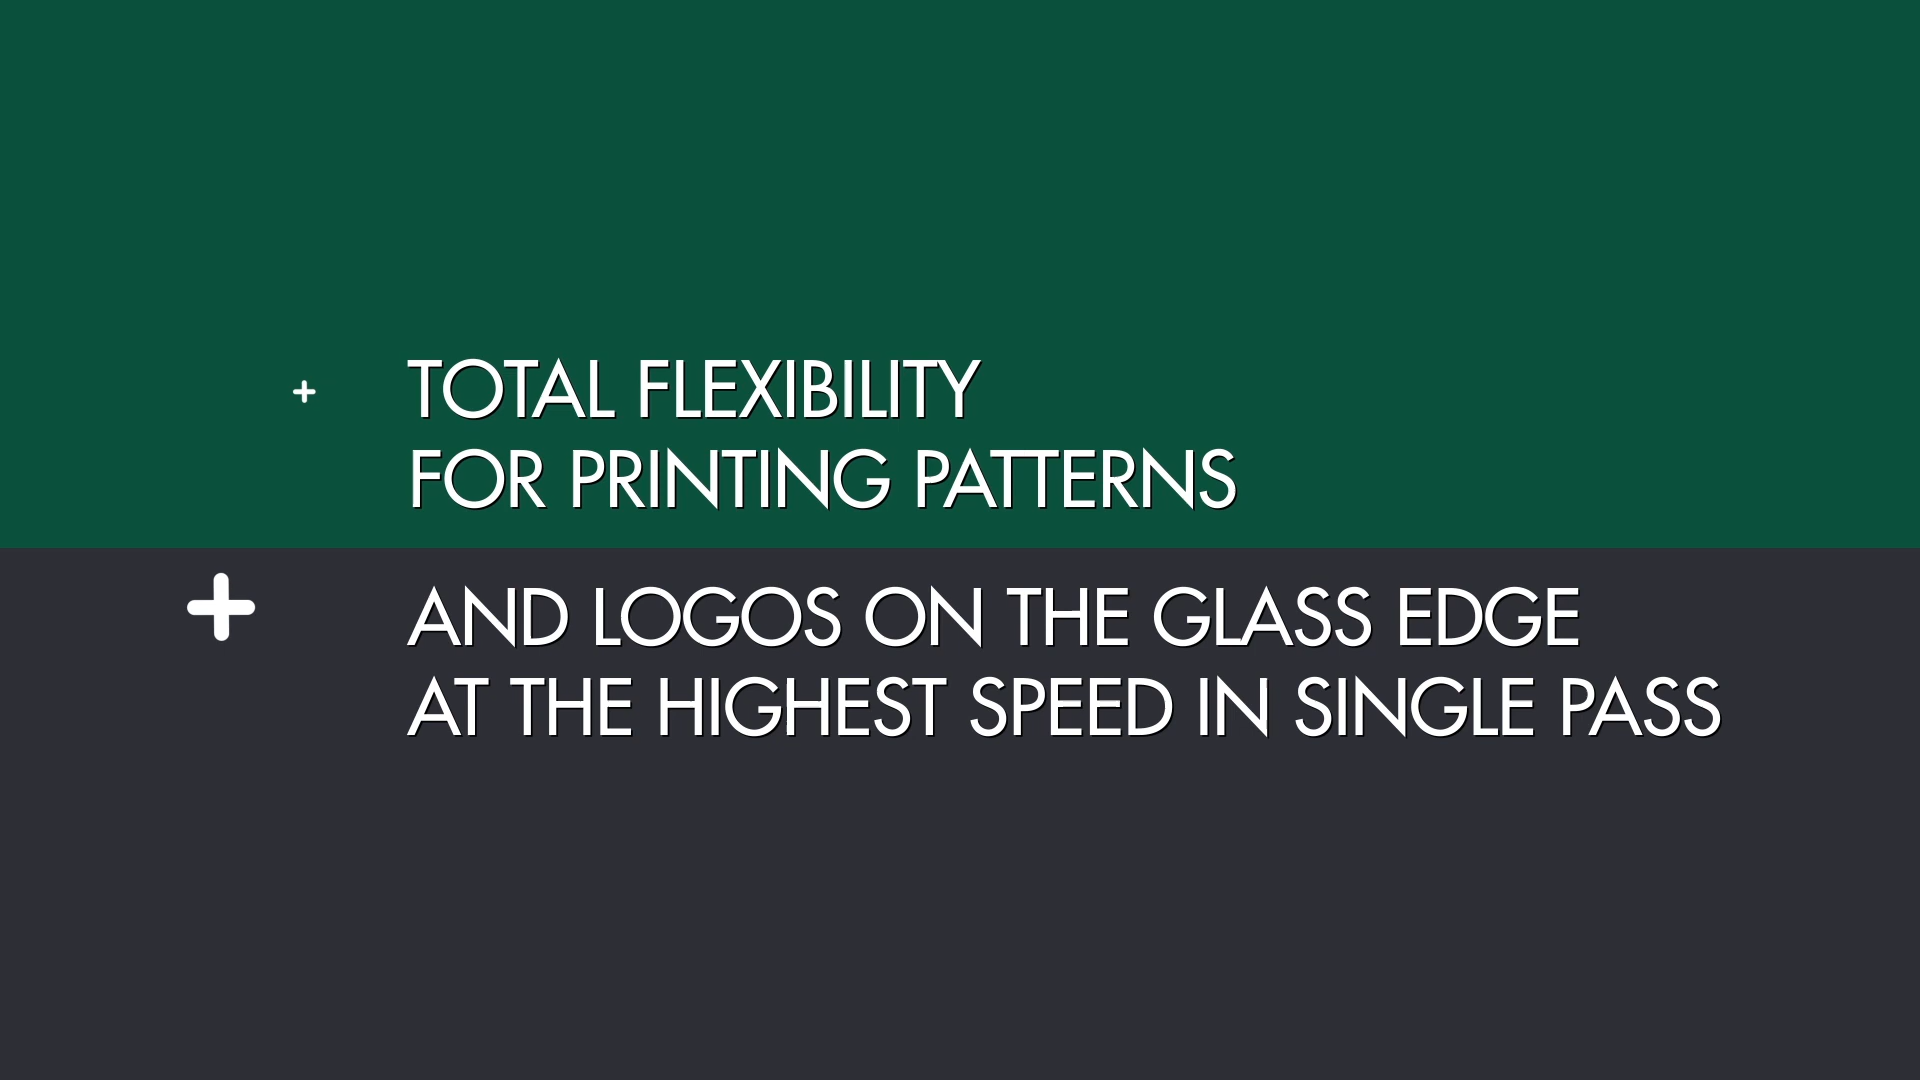 TOTAL FLEXIBILITY
FOR PRINTING PATTERNS
AND LOGOS ON THE GLASS EDGE
AT THE HIGHEST SPEED IN SINGLE PASS